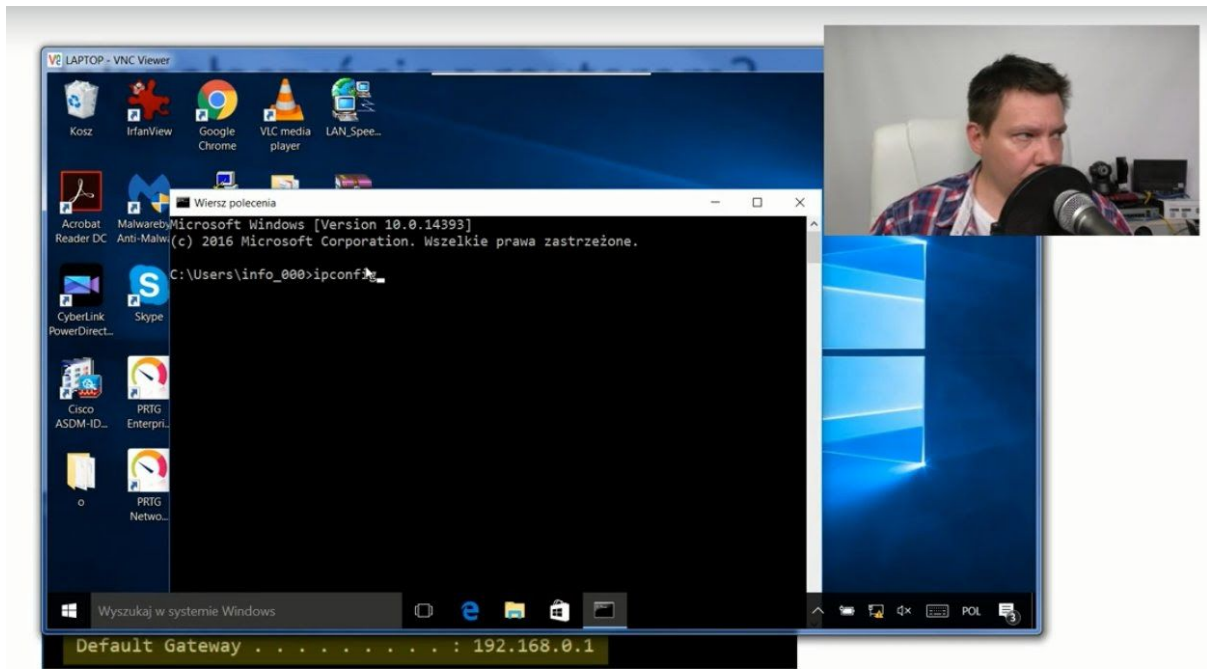 LAPTOP - VNC Viewer
Kosz
IrfanView
Google
Chrome
VLC media
player
LAN_Spee...
Acrobat
Reader DC
Malwareby
Anti-Malw
Wiersz polecenia
Microsoft Windows [Version 10.0.14393]
(c) 2016 Microsoft Corporation. Wszelkie prawa zastrzeżone.
C:\Users\info_000>ipconfig
CyberLink
PowerDirect...
Skype
Cisco
ASDM-ID...
PRTG
Enterpri...
o
PRTG
Netwo...
Wyszukaj w systemie Windows
POL
3
Default Gateway . . . . . . . . . : 192.168.0.1